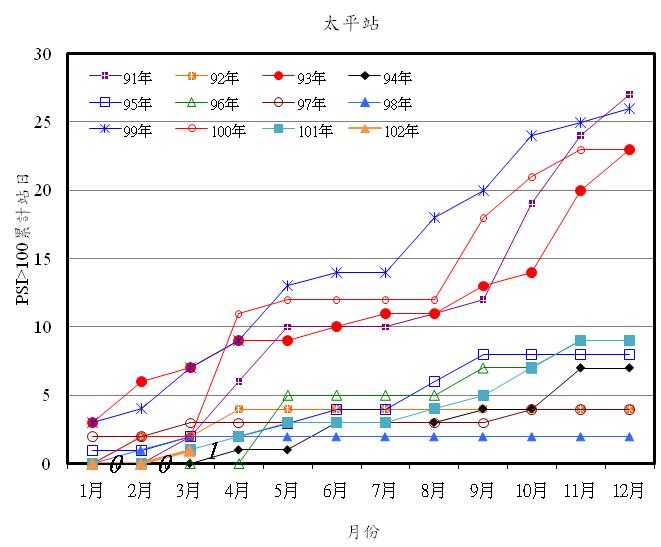 太平站
30
25
20
15
10
5
0
PSI>100累計站日
91年 92年 93年 94年
95年 96年 97年 98年
99年 100年 101年 102年
0 0 1
1月 2月 3月 4月 5月 6月 7月 8月 9月 10月 11月 12月
月份